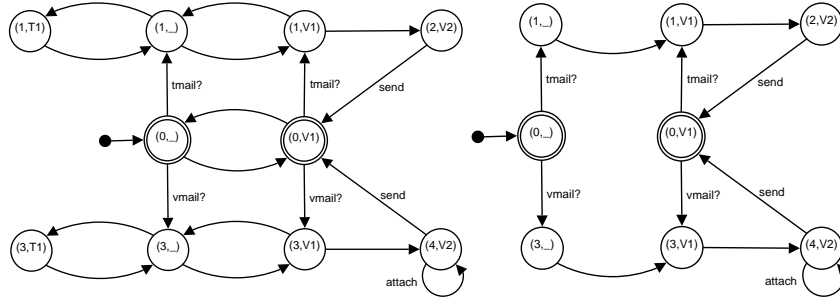 (1,T1) (1,_) (1,V1) (2,V2) (1,_) (1,V1) (2,V2)
tmail? tmail? send tmail? tmail? send
(0,_) (0,V1) (0,_) (0,V1)
vmail? vmail? send vmail? vmail? send
(3,T1) (3,_) (3,V1) (4,V2) (3,_) (3,V1) (4,V2)
attach attach